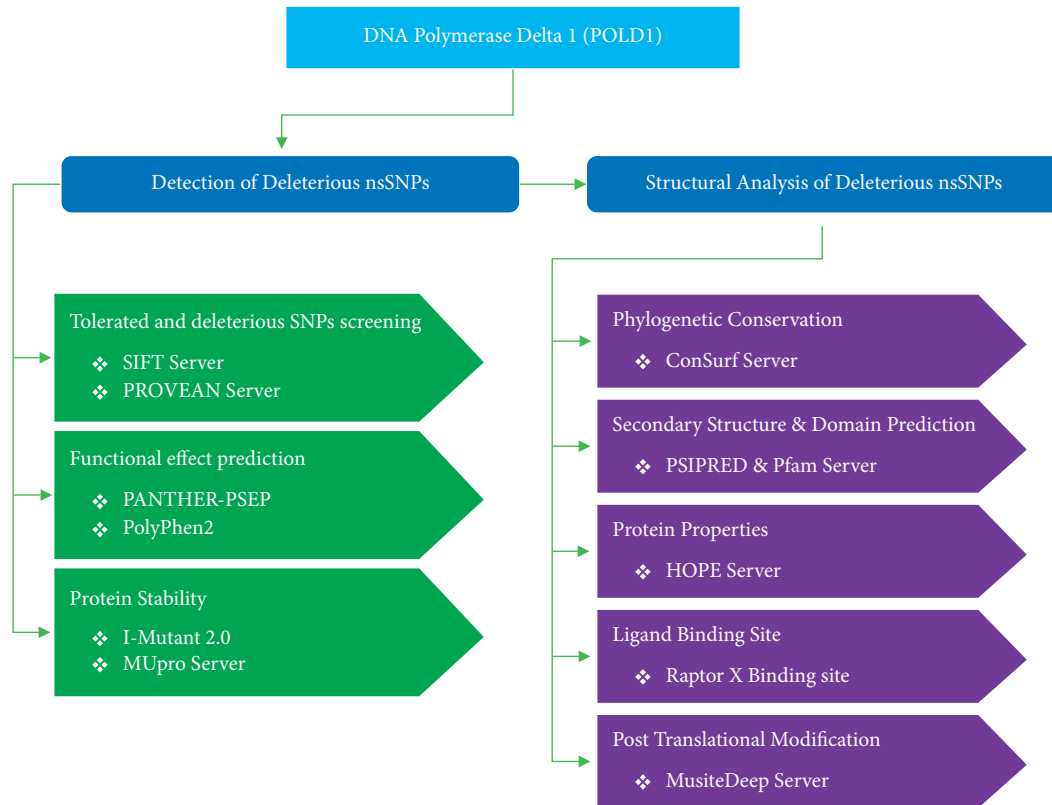 DNA Polymerase Delta 1 (POLD1)
Detection of Deleterious nsSNPs
Structural Analysis of Deleterious nsSNPs
Tolerated and deleterious SNPs screening
❖ SIFT Server
❖ PROVEAN Server
Functional effect prediction
❖ PANTHER-PSEP
❖ PolyPhen2
Protein Stability
❖ I-Mutant 2.0
❖ MUpro Server
Phylogenetic Conservation
❖ ConSurf Server
Secondary Structure & Domain Prediction
❖ PSIPRED & Pfam Server
Protein Properties
❖ HOPE Server
Ligand Binding Site
❖ Raptor X Binding site
Post Translational Modification
❖ MusiteDeep Server